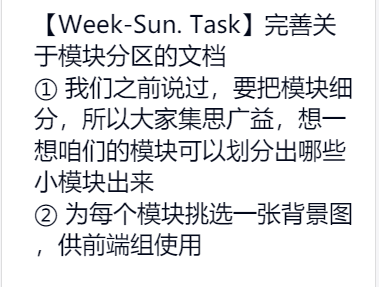 【Week-Sun. Task】完善关
于模块分区的文档
① 我们之前说过，要把模块细
分，所以大家集思广益，想一
想咱们的模块可以划分出哪些
小模块出来
② 为每个模块挑选一张背景图
，供前端组使用